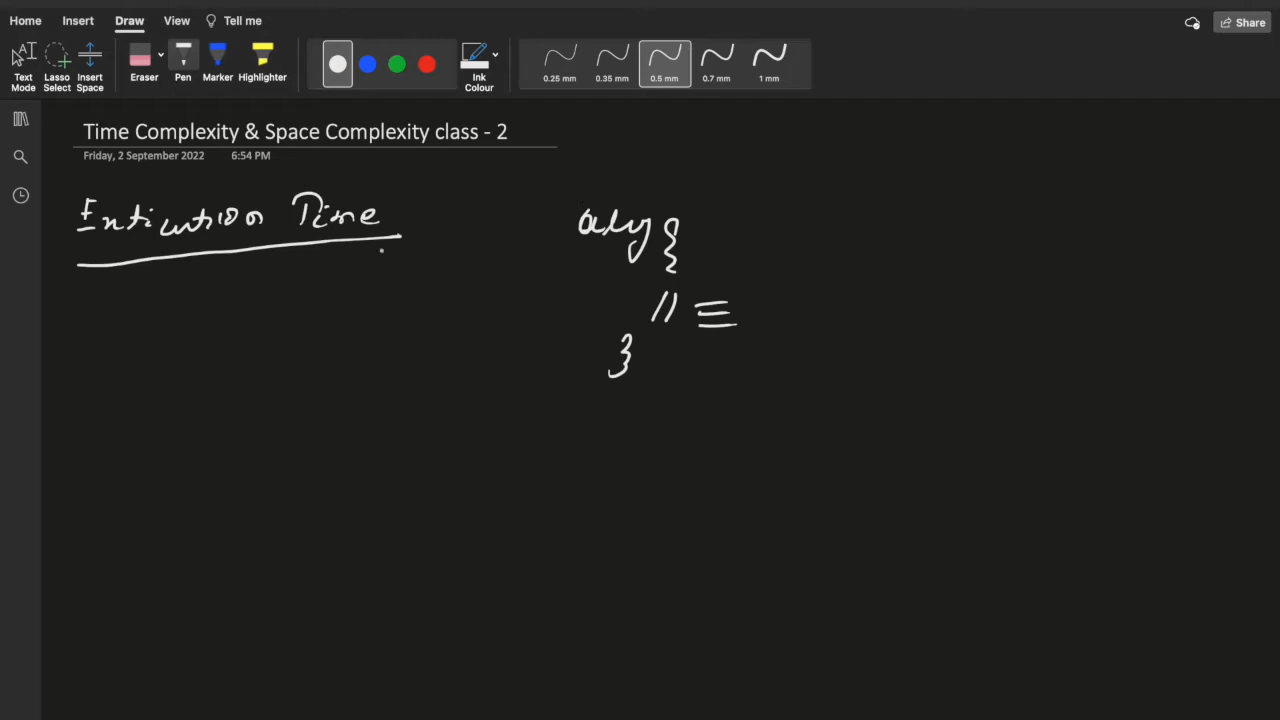 Home Insert Draw View Tell me
Share
Text Mode Lasso Select Insert Space Eraser Pen Marker Highlighter Ink Colour 0.25 mm 0.35 mm 0.5 mm 0.7 mm 1 mm
Time Complexity & Space Complexity class - 2
Friday, 2 September 2022 6:54 PM
Time
{
//
}